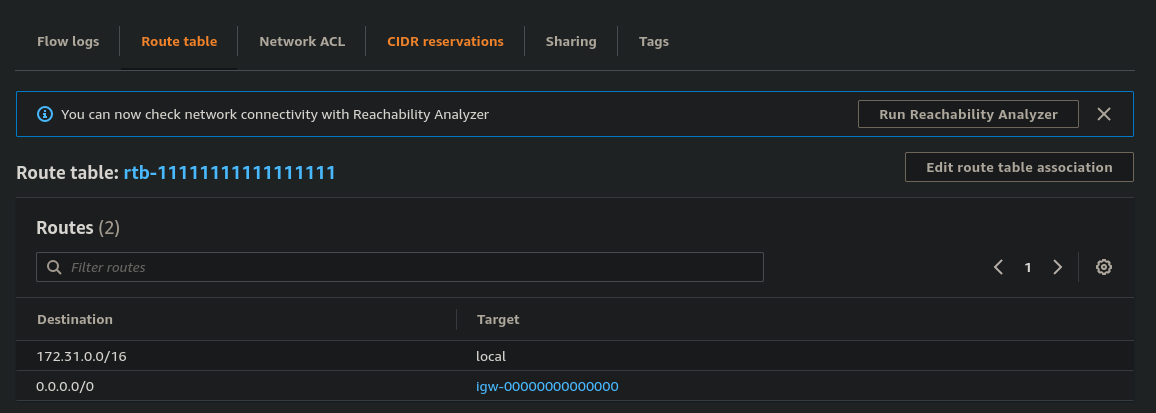 Flow logs Route table Network ACL CIDR reservations Sharing Tags
You can now check network connectivity with Reachability Analyzer Run Reachability Analyzer
Route table: rtb-11111111111111111 Edit route table association
Routes (2)
Filter routes 1
Destination Target
172.31.0.0/16 local
0.0.0.0/0 igw-00000000000000